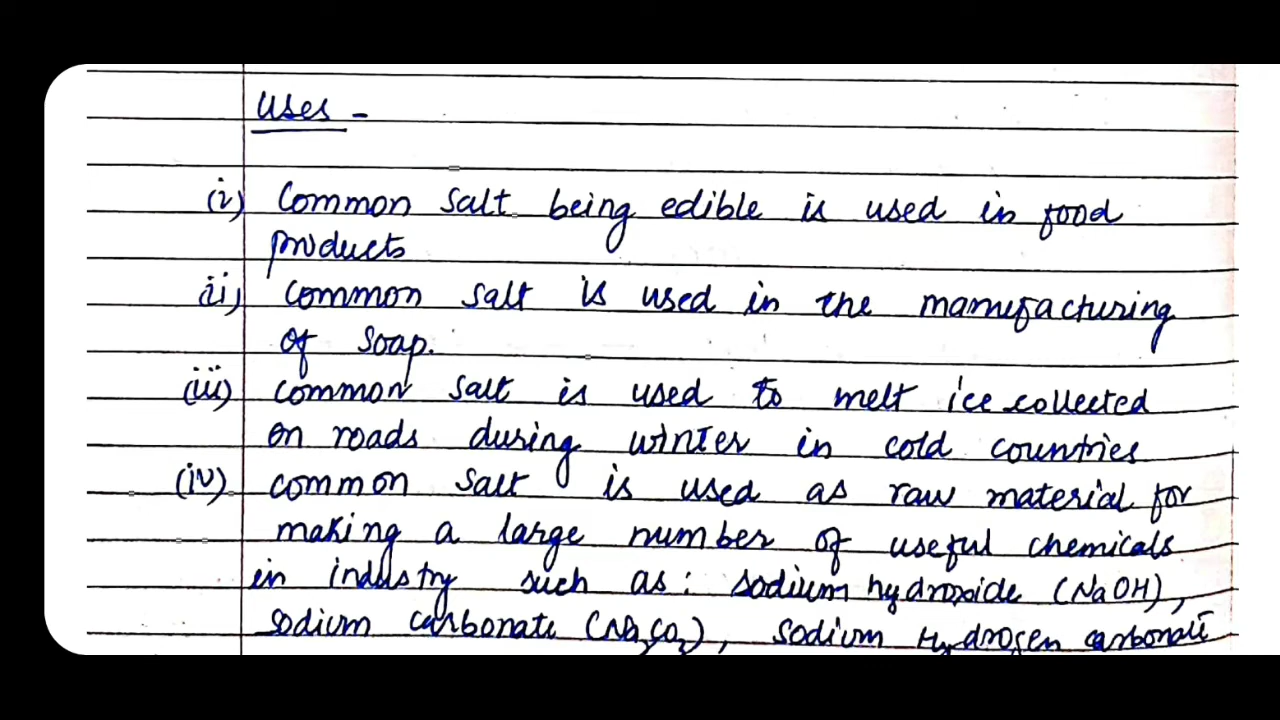 Uses -
(i) Common salt being edible is used in food
products
(ii) common salt is used in the manufacturing
of soap.
(iii) common salt is used to melt ice collected
on roads during winter in cold countries
(iv) common salt is used as raw material for
making a large number of useful chemicals
in industry such as: sodium hydroxide (NaOH),
sodium carbonate (Na₂CO₃), sodium Hydrogen carbonate